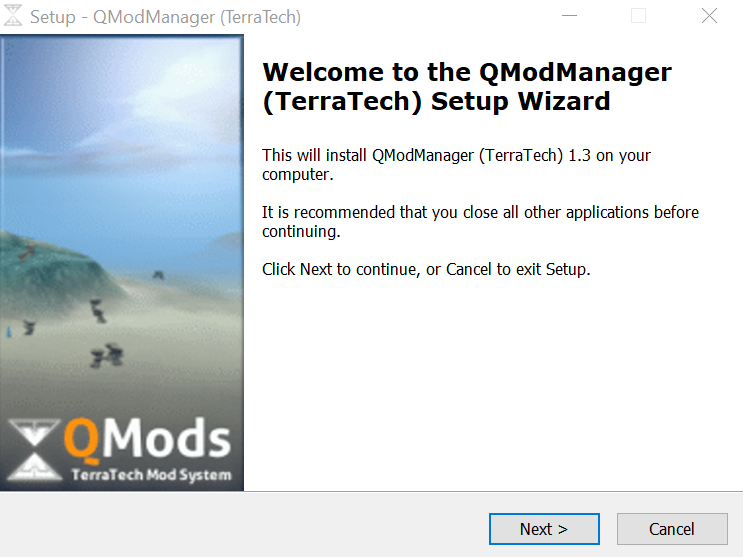 Setup - QModManager (TerraTech)
Welcome to the QModManager
(TerraTech) Setup Wizard
This will install QModManager (TerraTech) 1.3 on your
computer.
It is recommended that you close all other applications before
continuing.
Click Next to continue, or Cancel to exit Setup.
QMods
TerraTech Mod System
Next >
Cancel